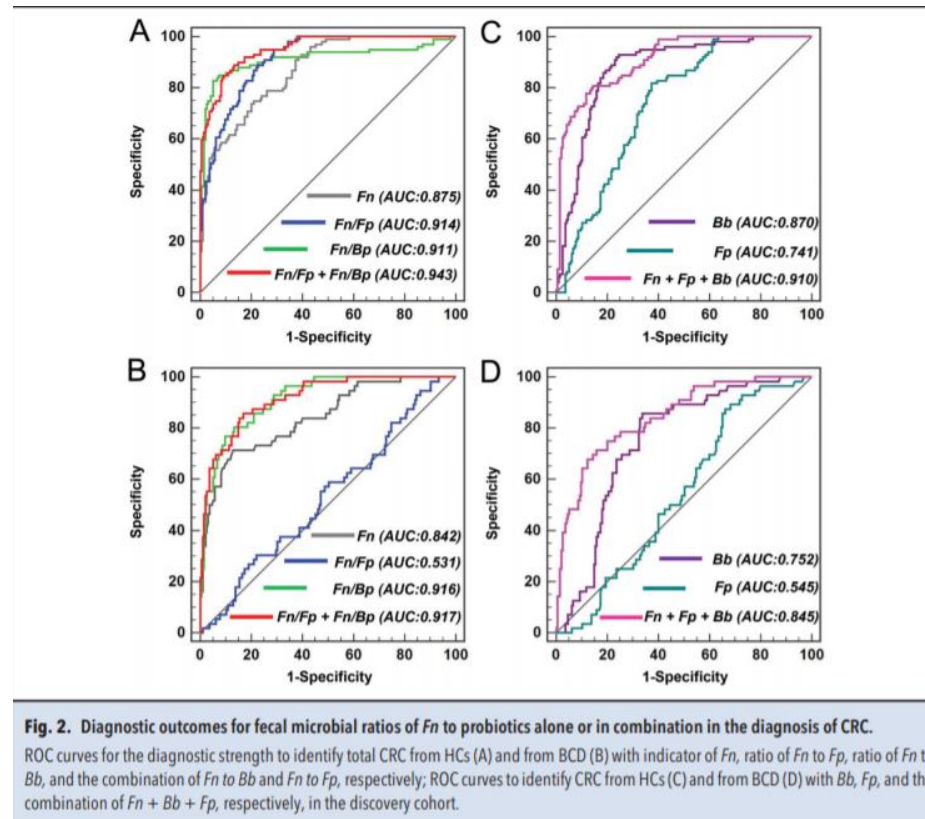 A
100
80
60
40
20
0
Specificity
Fn (AUC:0.875)
Fn/Fp (AUC:0.914)
Fn/Bp (AUC:0.911)
Fn/Fp + Fn/Bp (AUC:0.943)
0 20 40 60 80 100
1-Specificity
C
100
80
60
40
20
0
Specificity
Bb (AUC:0.870)
Fp (AUC:0.741)
Fn + Fp + Bb (AUC:0.910)
0 20 40 60 80 100
1-Specificity
B
100
80
60
40
20
0
Specificity
Fn (AUC:0.842)
Fn/Fp (AUC:0.531)
Fn/Bp (AUC:0.916)
Fn/Fp + Fn/Bp (AUC:0.917)
0 20 40 60 80 100
1-Specificity
D
100
80
60
40
20
0
Specificity
Bb (AUC:0.752)
Fp (AUC:0.545)
Fn + Fp + Bb (AUC:0.845)
0 20 40 60 80 100
1-Specificity
Fig. 2. Diagnostic outcomes for fecal microbial ratios of Fn to probiotics alone or in combination in the diagnosis of CRC.
ROC curves for the diagnostic strength to identify total CRC from HCs (A) and from BCD (B) with indicator of Fn, ratio of Fn to Fp, ratio of Fn t
Bb, and the combination of Fn to Bb and Fn to Fp, respectively; ROC curves to identify CRC from HCs (C) and from BCD (D) with Bb, Fp, and th
combination of Fn + Bb + Fp, respectively, in the discovery cohort.